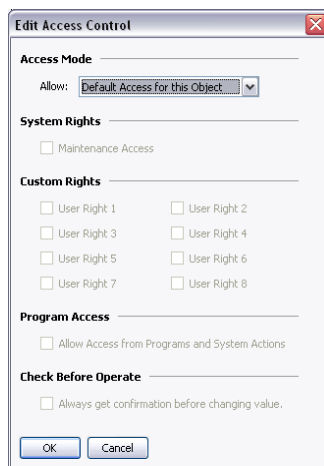 Edit Access Control
Access Mode
Allow: Default Access for this Object
System Rights
Maintenance Access
Custom Rights
User Right 1 User Right 2
User Right 3 User Right 4
User Right 5 User Right 6
User Right 7 User Right 8
Program Access
Allow Access from Programs and System Actions
Check Before Operate
Always get confirmation before changing value.
OK Cancel